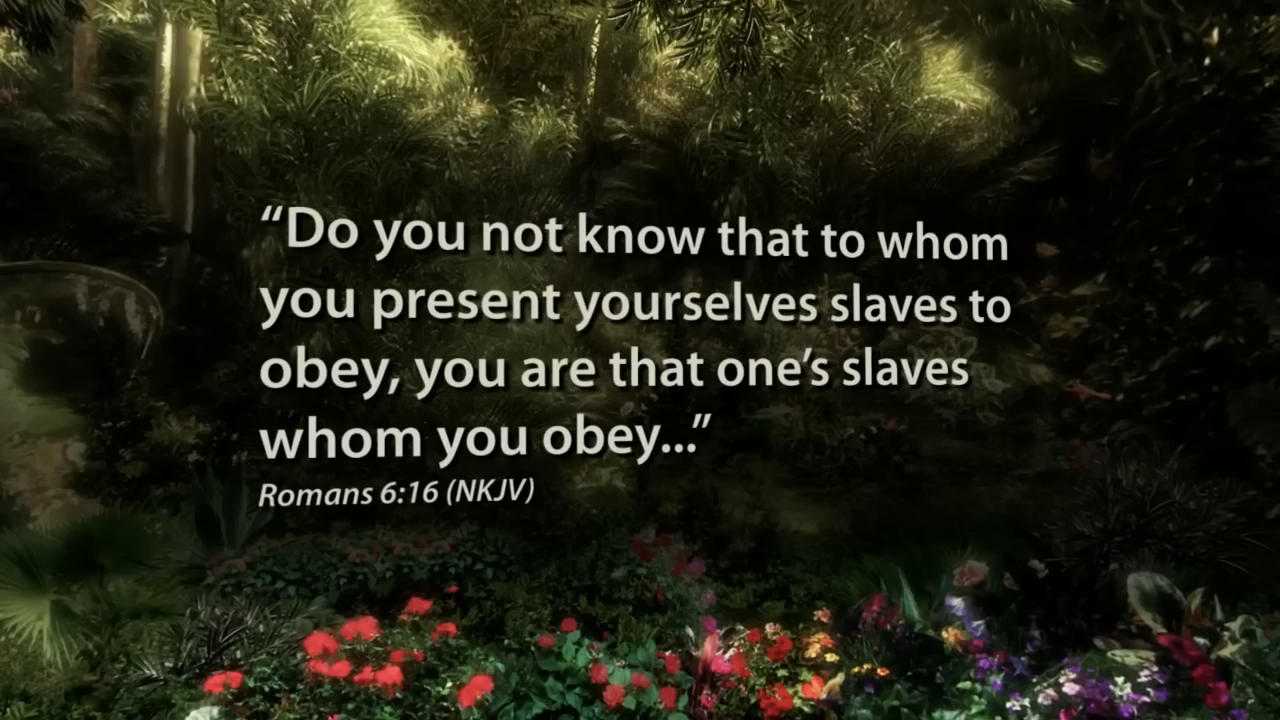 “Do you not know that to whom
you present yourselves slaves to
obey, you are that one’s slaves
whom you obey...”
Romans 6:16 (NKJV)